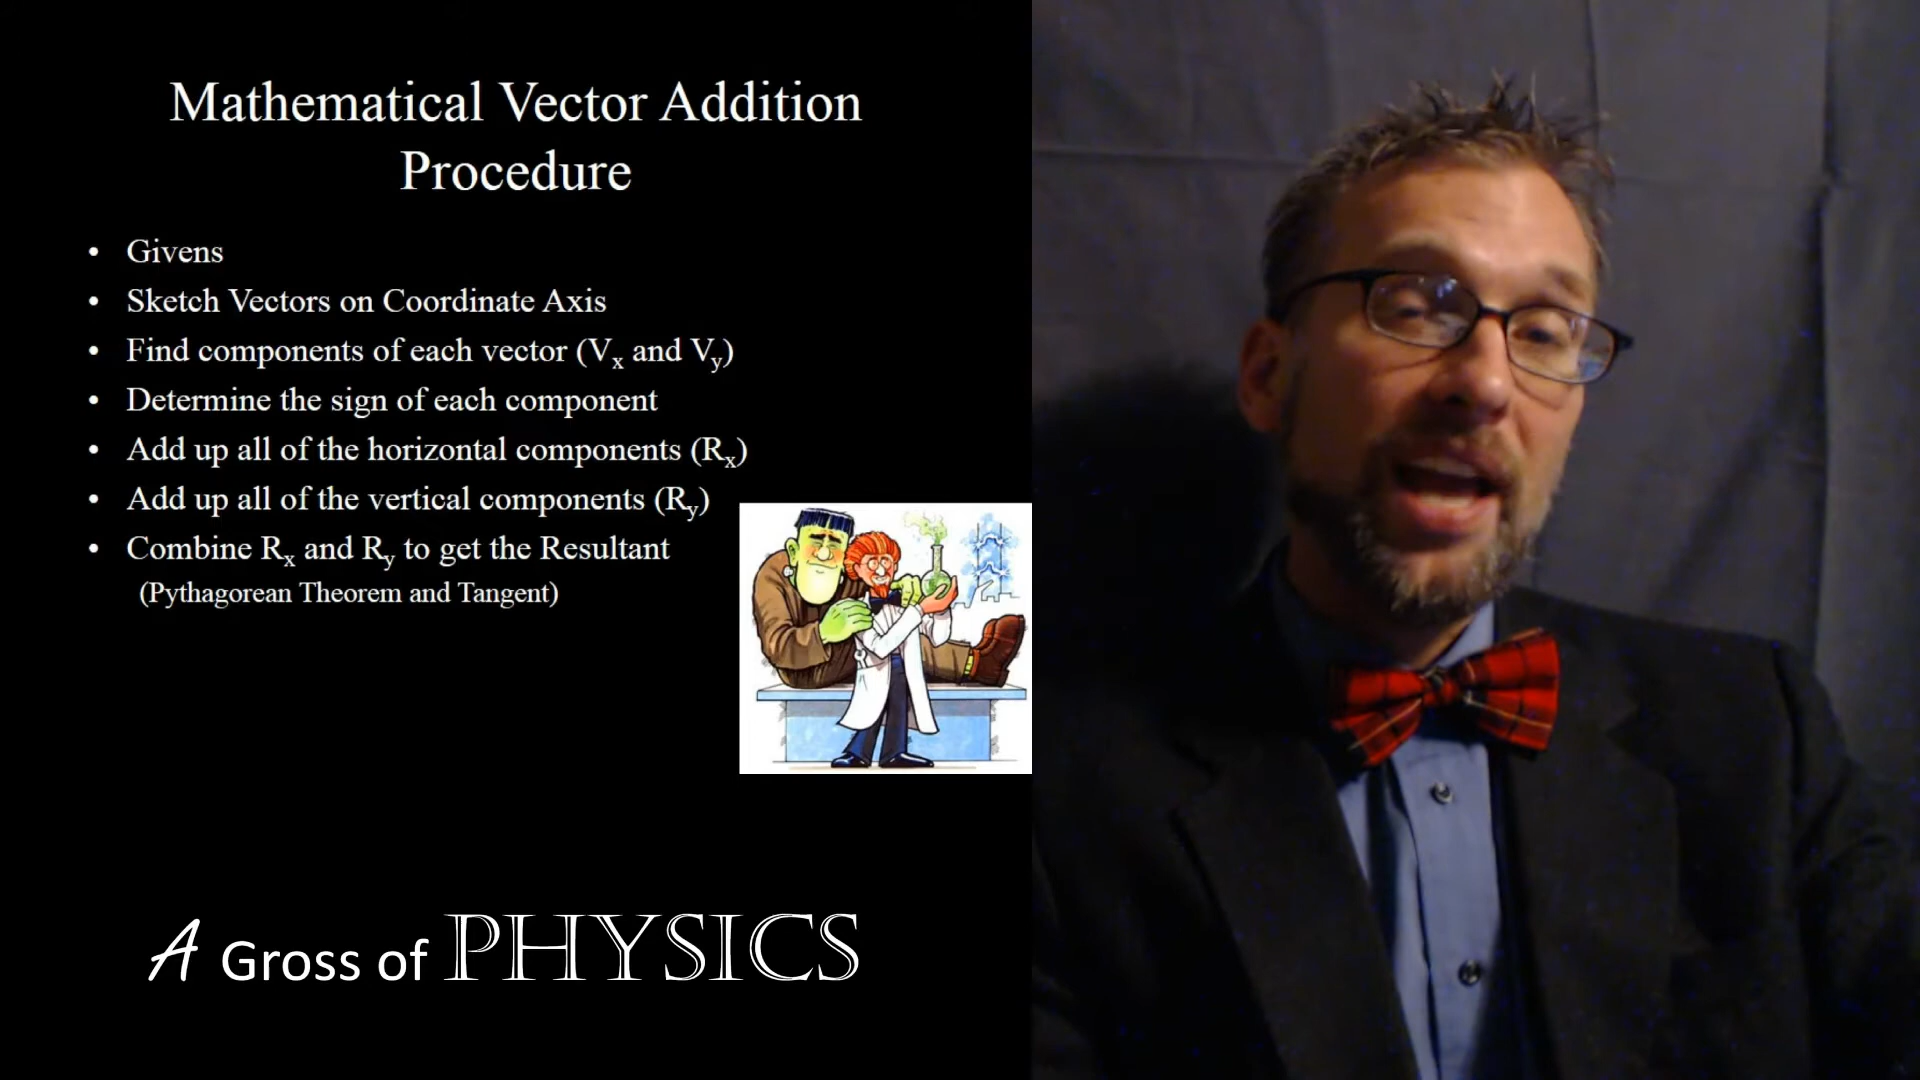 Mathematical Vector Addition
Procedure
• Givens
• Sketch Vectors on Coordinate Axis
• Find components of each vector (Vx and Vy)
• Determine the sign of each component
• Add up all of the horizontal components (Rx)
• Add up all of the vertical components (Ry)
• Combine Rx and Ry to get the Resultant
(Pythagorean Theorem and Tangent)
A Gross of PHYSICS